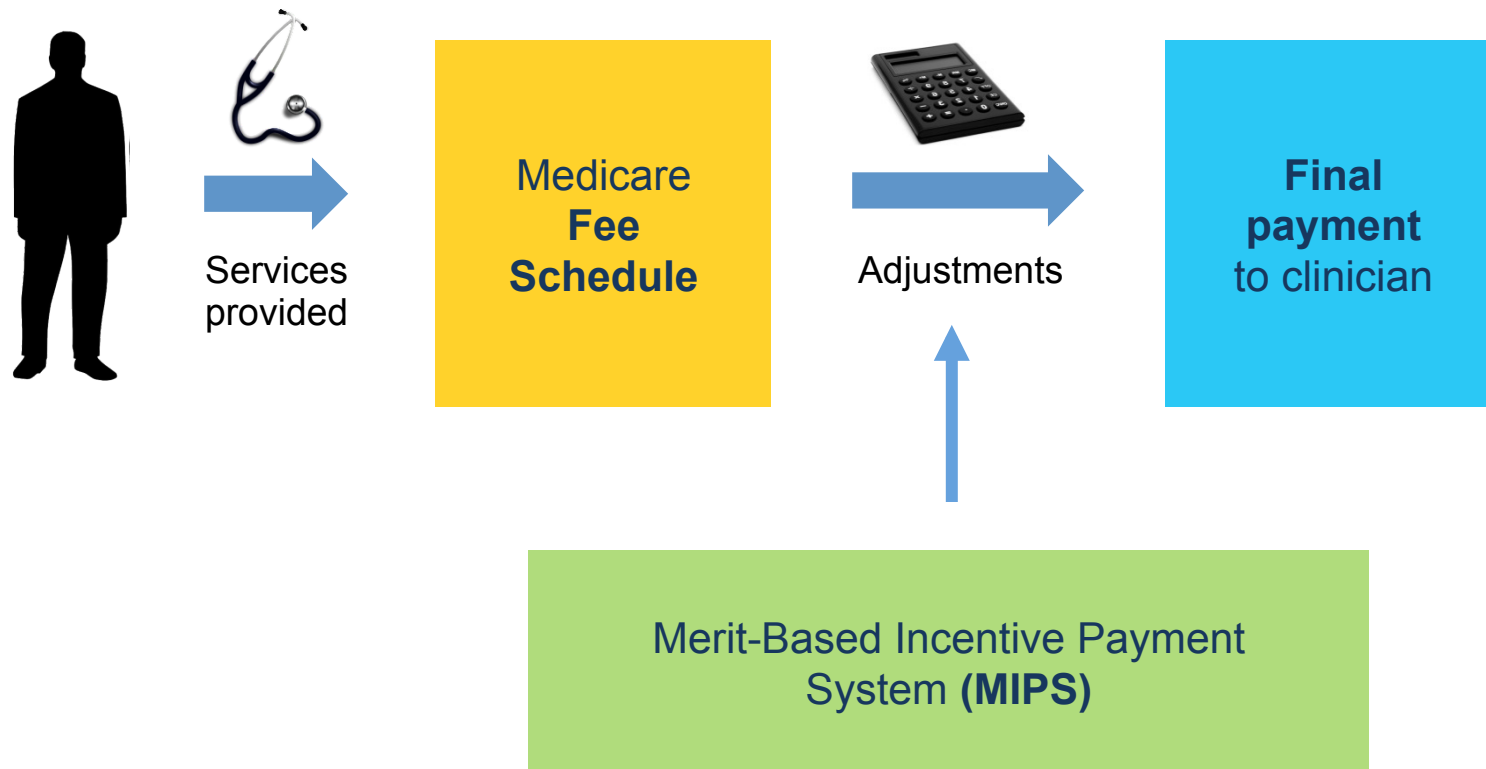 Services
provided
Medicare
Fee
Schedule
Adjustments
Final
payment
to clinician
Merit-Based Incentive Payment
System (MIPS)